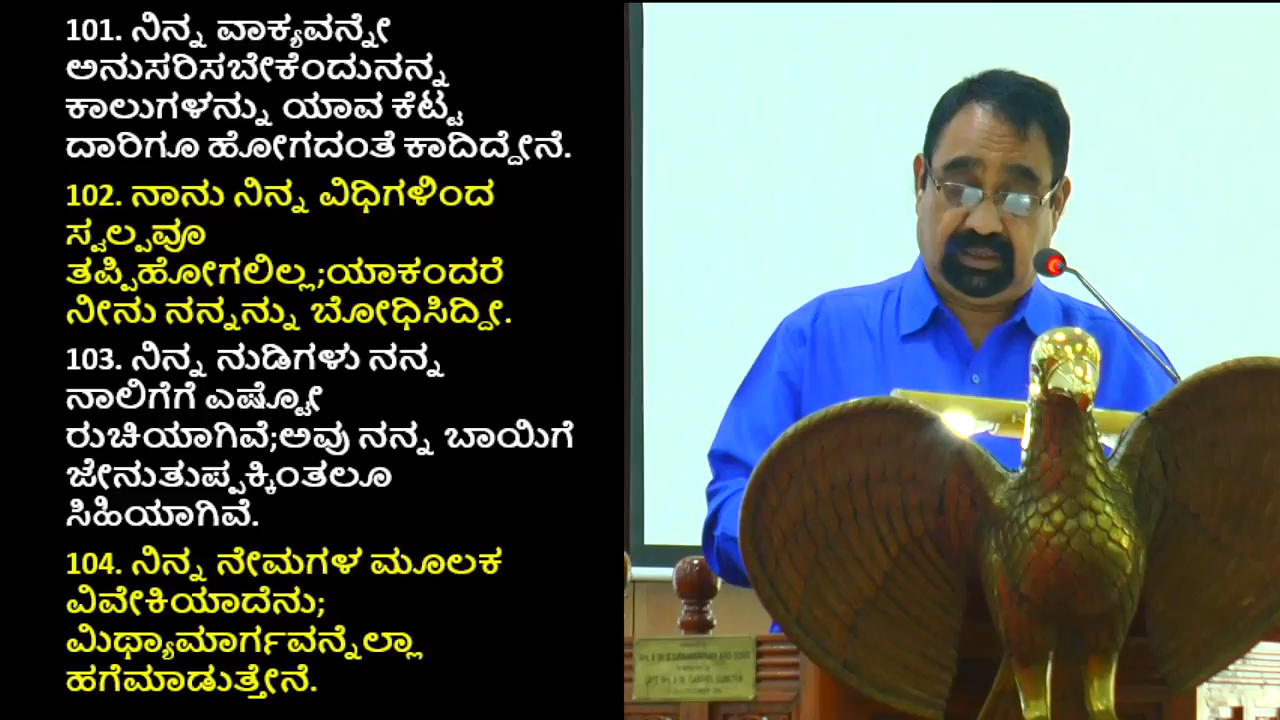 101. ನಿನ್ನ ವಾಕ್ಯವನ್ನೇ
ಅನುಸರಿಸಬೇಕೆಂದುನನ್ನ
ಕಾಲುಗಳನ್ನು ಯಾವ ಕೆಟ್ಟ
ದಾರಿಗೂ ಹೋಗದಂತೆ ಕಾದಿದ್ದೇನೆ.
102. ನಾನು ನಿನ್ನ ವಿಧಿಗಳಿಂದ
ಸ್ವಲ್ಪವೂ
ತಪ್ಪಿಹೋಗಲಿಲ್ಲ;ಯಾಕಂದರೆ
ನೀನು ನನ್ನನ್ನು ಬೋಧಿಸಿದ್ದೀ.
103. ನಿನ್ನ ನುಡಿಗಳು ನನ್ನ
ನಾಲಿಗೆಗೆ ಎಷ್ಟೋ
ರುಚಿಯಾಗಿವೆ;ಅವು ನನ್ನ ಬಾಯಿಗೆ
ಜೇನುತುಪ್ಪಕ್ಕಿಂತಲೂ
ಸಿಹಿಯಾಗಿವೆ.
104. ನಿನ್ನ ನೇಮಗಳ ಮೂಲಕ
ವಿವೇಕಿಯಾದೆನು;
ಮಿಥ್ಯಾಮಾರ್ಗವನ್ನೆಲ್ಲಾ
ಹಗೆಮಾಡುತ್ತೇನೆ.